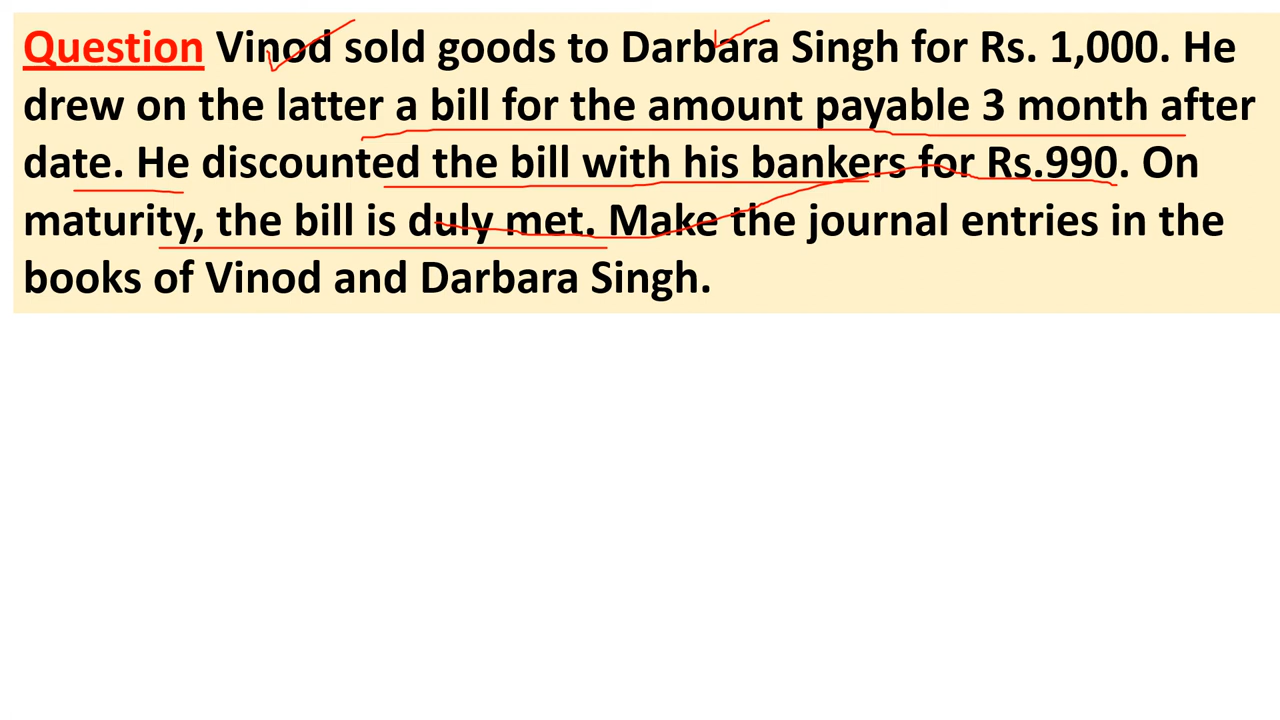 Question Vinod sold goods to Darbara Singh for Rs. 1,000. He
drew on the latter a bill for the amount payable 3 month after
date. He discounted the bill with his bankers for Rs.990. On
maturity, the bill is duly met. Make the journal entries in the
books of Vinod and Darbara Singh.